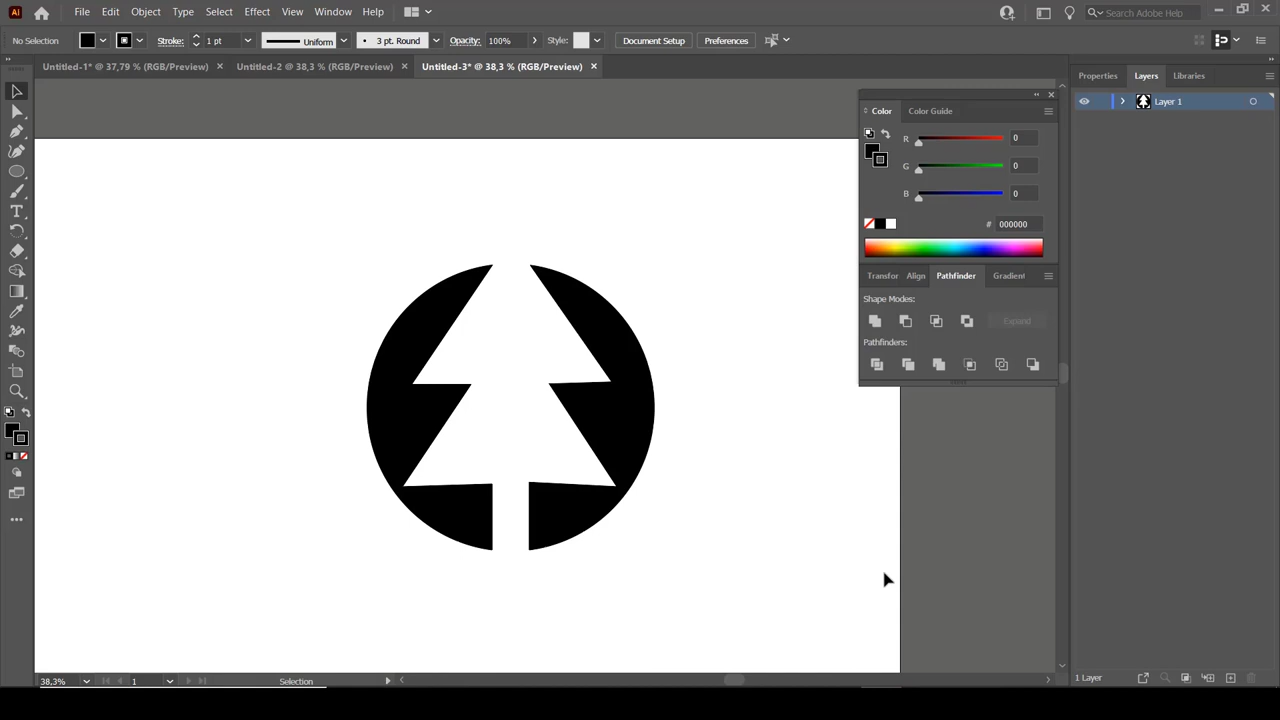 Ai File Edit Object Type Select Effect View Window Help Search Adobe Help
No Selection Stroke: 1 pt Uniform 3 pt. Round Opacity: 100% Style: Document Setup Preferences
Untitled-1* @ 37,79 % (RGB/Preview) Untitled-2 @ 38,3 % (RGB/Preview) Untitled-3* @ 38,3 % (RGB/Preview)
Properties Layers Libraries
Layer 1
Color Color Guide
R 0
G 0
B 0
# 000000
Transfor Align Pathfinder Gradient
Shape Modes:
Expand
Pathfinders:
38,3% 1 Selection
1 Layer